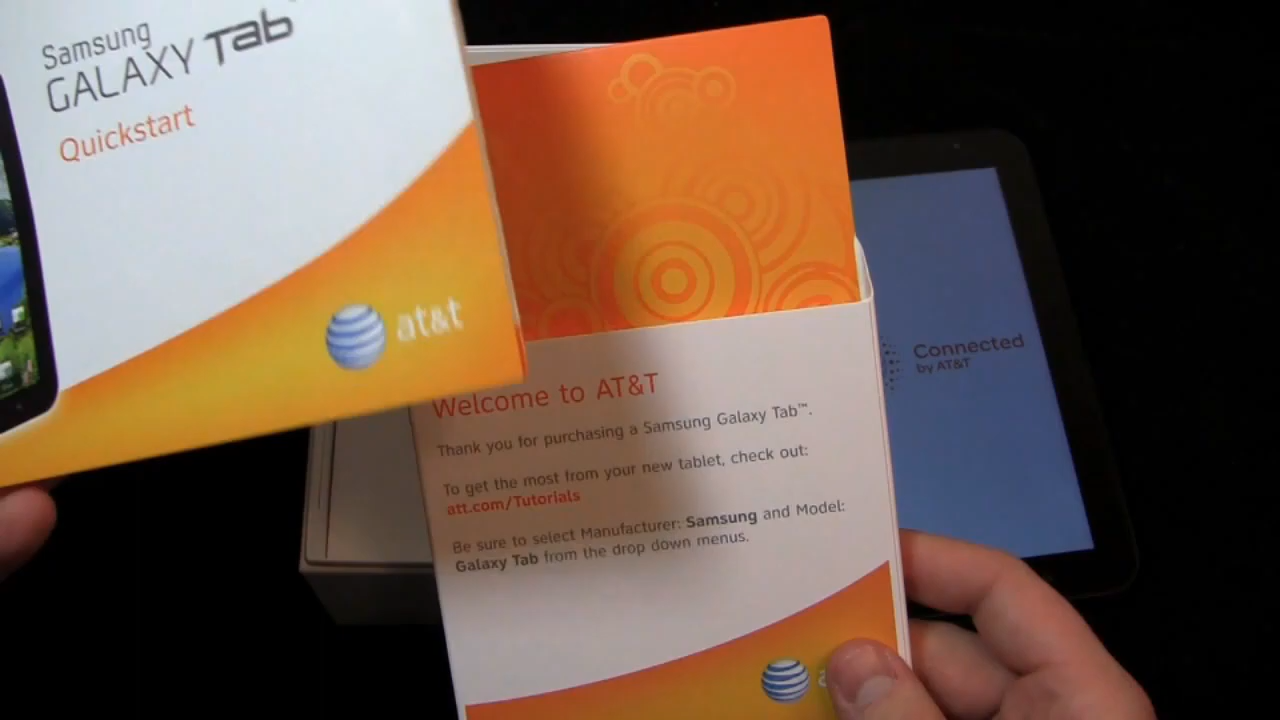 Samsung
GALAXY Tab
Quickstart
at&t
Welcome to AT&T
Thank you for purchasing a Samsung Galaxy Tab™.
To get the most from your new tablet, check out:
att.com/Tutorials
Be sure to select Manufacturer: Samsung and Model:
Galaxy Tab from the drop down menus.
Connected
by AT&T